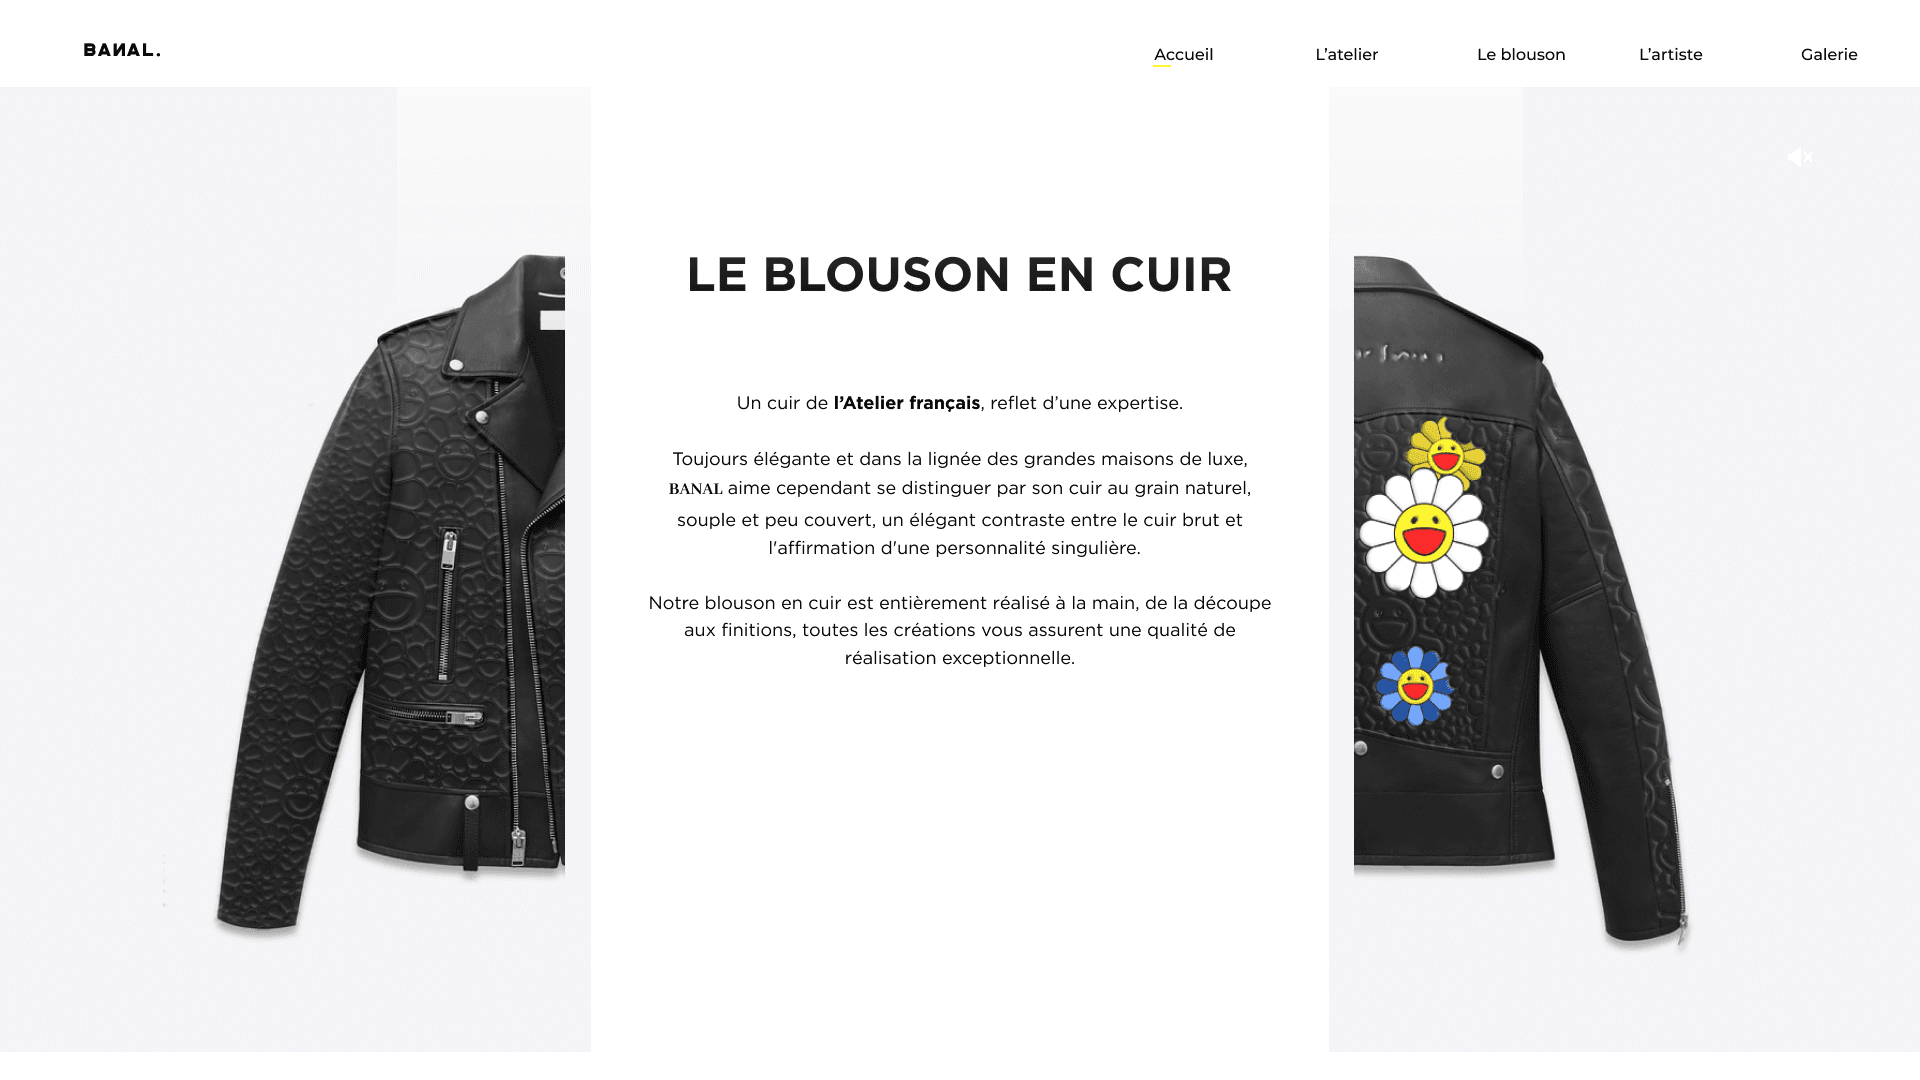 BANAL.
Accueil
L’atelier
Le blouson
L’artiste
Galerie
LE BLOUSON EN CUIR
Un cuir de l’Atelier français, reflet d’une expertise.
Toujours élégante et dans la lignée des grandes maisons de luxe,
BANAL aime cependant se distinguer par son cuir au grain naturel,
souple et peu couvert, un élégant contraste entre le cuir brut et
l'affirmation d'une personnalité singulière.
Notre blouson en cuir est entièrement réalisé à la main, de la découpe
aux finitions, toutes les créations vous assurent une qualité de
réalisation exceptionnelle.